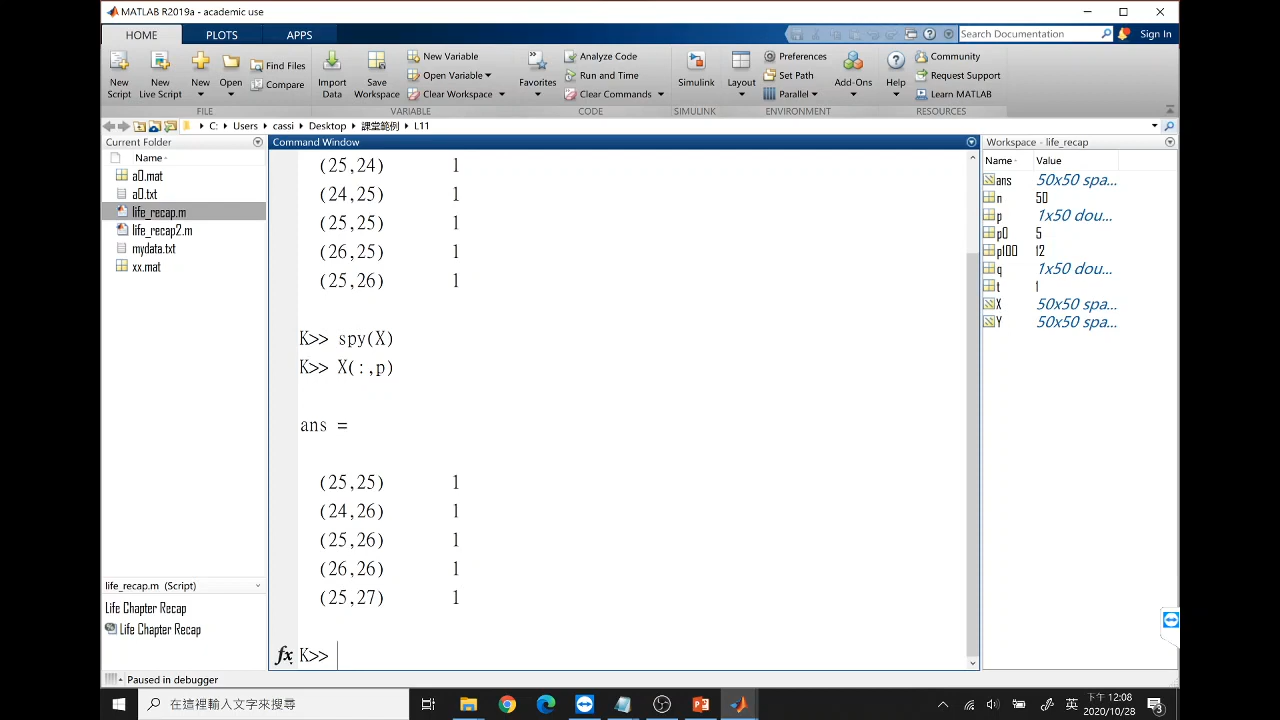 MATLAB R2019a - academic use
HOME PLOTS APPS
Search Documentation Sign In
New Script
New Live Script
New
Open
Find Files
Compare
FILE
Import Data
Save Workspace
New Variable
Open Variable
Clear Workspace
VARIABLE
Favorites
Analyze Code
Run and Time
Clear Commands
CODE
Simulink
SIMULINK
Layout
Preferences
Set Path
Parallel
ENVIRONMENT
Add-Ons
Help
Community
Request Support
Learn MATLAB
RESOURCES
C: Users cassi Desktop 課堂範例 L11
Current Folder
Name
a0.mat
a0.txt
life_recap.m
life_recap2.m
mydata.txt
xx.mat
life_recap.m (Script)
Life Chapter Recap
Life Chapter Recap
Command Window
(25,24) 1
(24,25) 1
(25,25) 1
(26,25) 1
(25,26) 1
K>> spy(X)
K>> X(:,p)
ans =
(25,25) 1
(24,26) 1
(25,26) 1
(26,26) 1
(25,27) 1
fx K>>
Workspace - life_recap
Name Value
ans 50x50 spa...
n 50
p 1x50 dou...
p0 5
p100 12
q 1x50 dou...
t 1
X 50x50 spa...
Y 50x50 spa...
Paused in debugger
在這裡輸入文字來搜尋
英
下午 12:08
2020/10/28
3